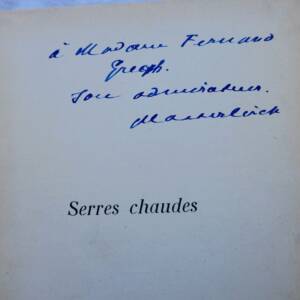 à Madame Fernand
Gregh.
Son admirateur.
Maeterlinck
Serres chaudes